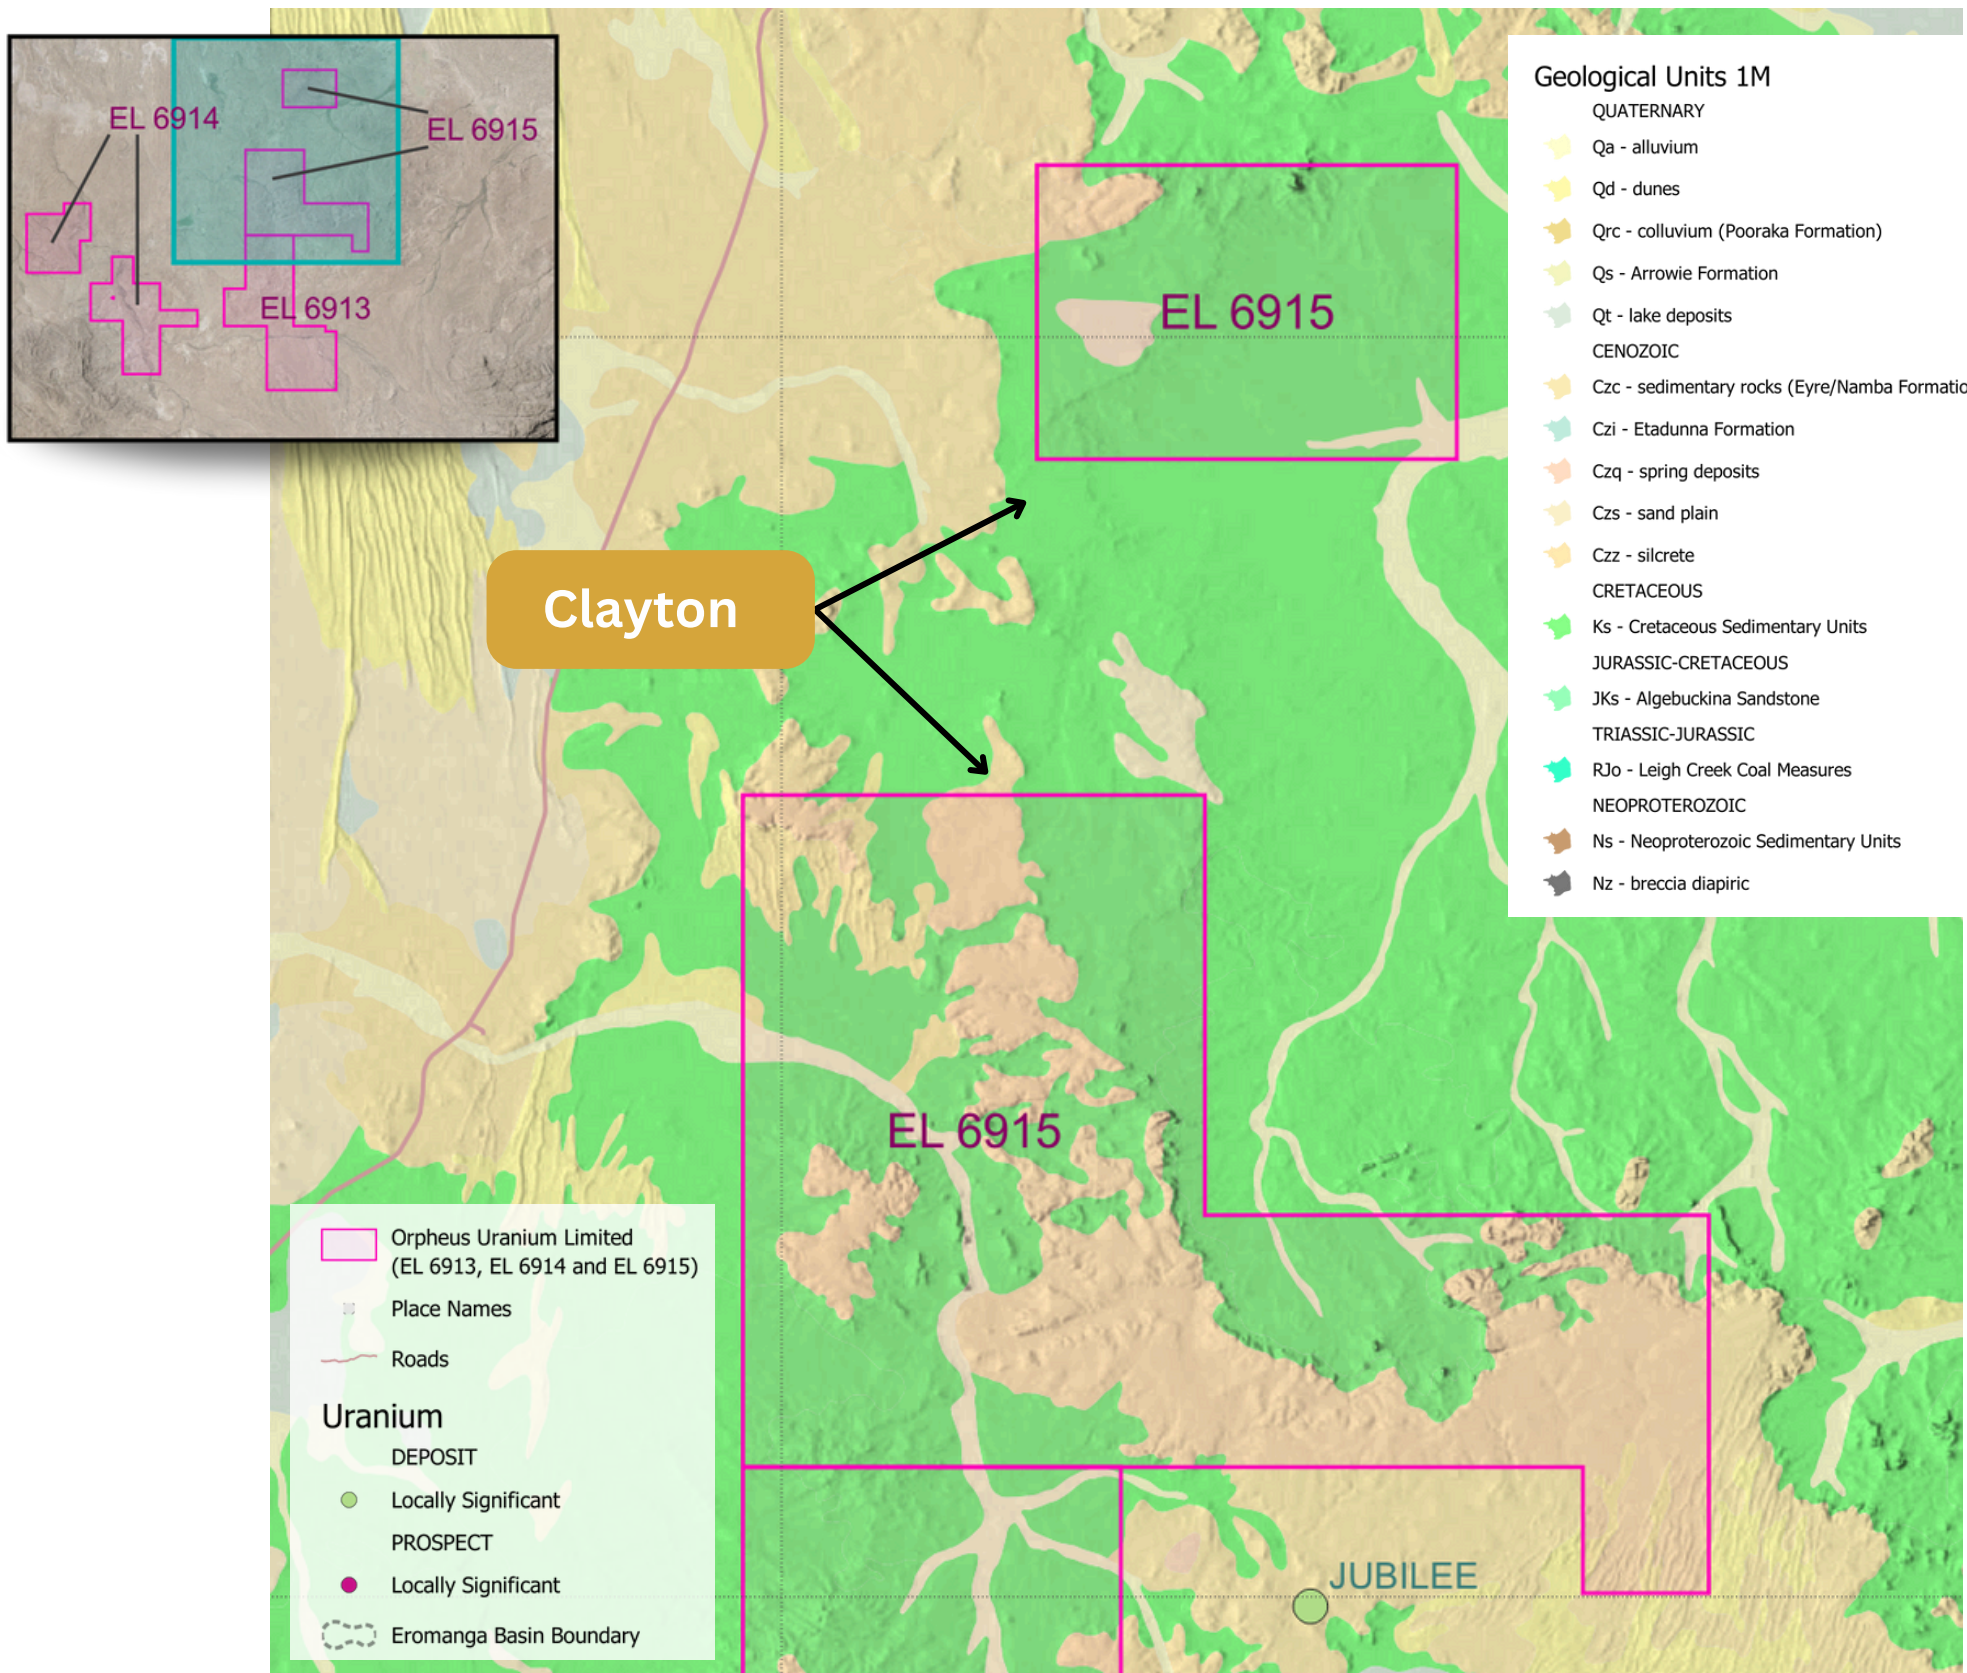 EL 6914
EL 6915
EL 6913
EL 6915
Clayton
EL 6915
JUBILEE
Geological Units 1M
QUATERNARY
Qa - alluvium
Qd - dunes
Qrc - colluvium (Pooraka Formation)
Qs - Arrowie Formation
Qt - lake deposits
CENOZOIC
Czc - sedimentary rocks (Eyre/Namba Formatio
Czi - Etadunna Formation
Czq - spring deposits
Czs - sand plain
Czz - silcrete
CRETACEOUS
Ks - Cretaceous Sedimentary Units
JURASSIC-CRETACEOUS
JKs - Algebuckina Sandstone
TRIASSIC-JURASSIC
RJo - Leigh Creek Coal Measures
NEOPROTEROZOIC
Ns - Neoproterozoic Sedimentary Units
Nz - breccia diapiric
Orpheus Uranium Limited
(EL 6913, EL 6914 and EL 6915)
Place Names
Roads
Uranium
DEPOSIT
Locally Significant
PROSPECT
Locally Significant
Eromanga Basin Boundary